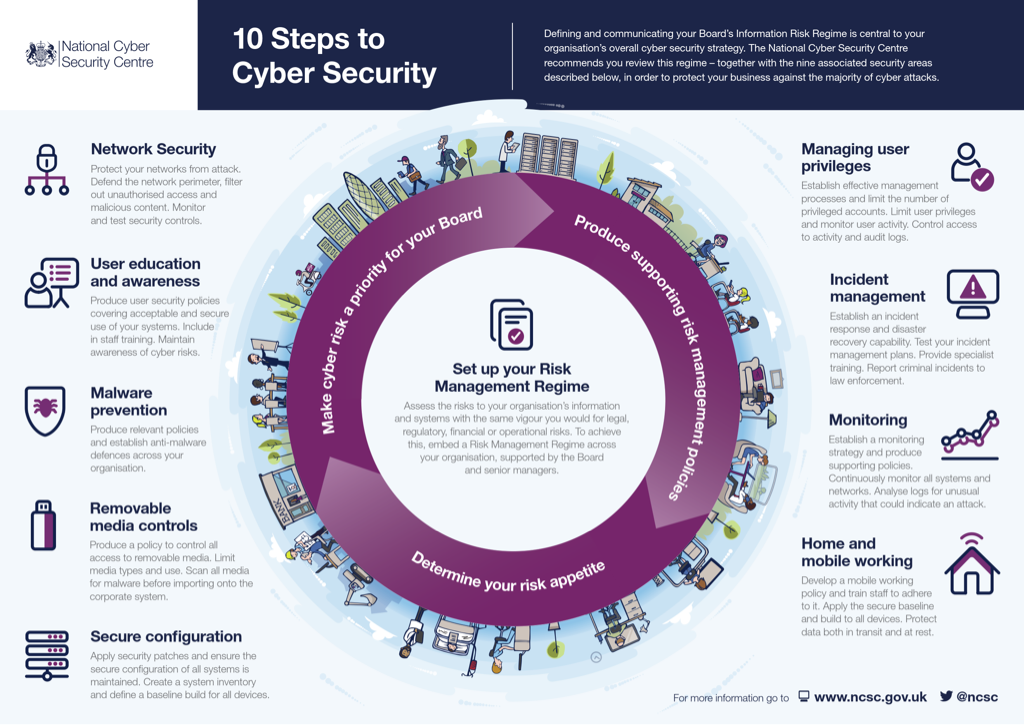 National Cyber
Security Centre
10 Steps to
Cyber Security
Defining and communicating your Board's Information Risk Regime is central to your
organisation's overall cyber security strategy. The National Cyber Security Centre
recommends you review this regime – together with the nine associated security areas
described below, in order to protect your business against the majority of cyber attacks.
Network Security
Protect your networks from attack.
Defend the network perimeter, filter
out unauthorised access and
malicious content. Monitor
and test security controls.
User education
and awareness
Produce user security policies
covering acceptable and secure
use of your systems. Include
in staff training. Maintain
awareness of cyber risks.
Malware
prevention
Produce relevant policies
and establish anti-malware
defences across your
organisation.
Removable
media controls
Produce a policy to control all
access to removable media. Limit
media types and use. Scan all media
for malware before importing onto the
corporate system.
Secure configuration
Apply security patches and ensure the
secure configuration of all systems is
maintained. Create a system inventory
and define a baseline build for all devices.
Make cyber risk a priority for your Board
Produce supporting risk management policies
Determine your risk appetite
BANK
Set up your Risk
Management Regime
Assess the risks to your organisation's information
and systems with the same vigour you would for legal,
regulatory, financial or operational risks. To achieve
this, embed a Risk Management Regime across
your organisation, supported by the Board
and senior managers.
Managing user
privileges
Establish effective management
processes and limit the number of
privileged accounts. Limit user privileges
and monitor user activity. Control access
to activity and audit logs.
Incident
management
Establish an incident
response and disaster
recovery capability. Test your incident
management plans. Provide specialist
training. Report criminal incidents to
law enforcement.
Monitoring
Establish a monitoring
strategy and produce
supporting policies.
Continuously monitor all systems and
networks. Analyse logs for unusual
activity that could indicate an attack.
Home and
mobile working
Develop a mobile working
policy and train staff to adhere
to it. Apply the secure baseline
and build to all devices. Protect
data both in transit and at rest.
For more information go to www.ncsc.gov.uk @ncsc